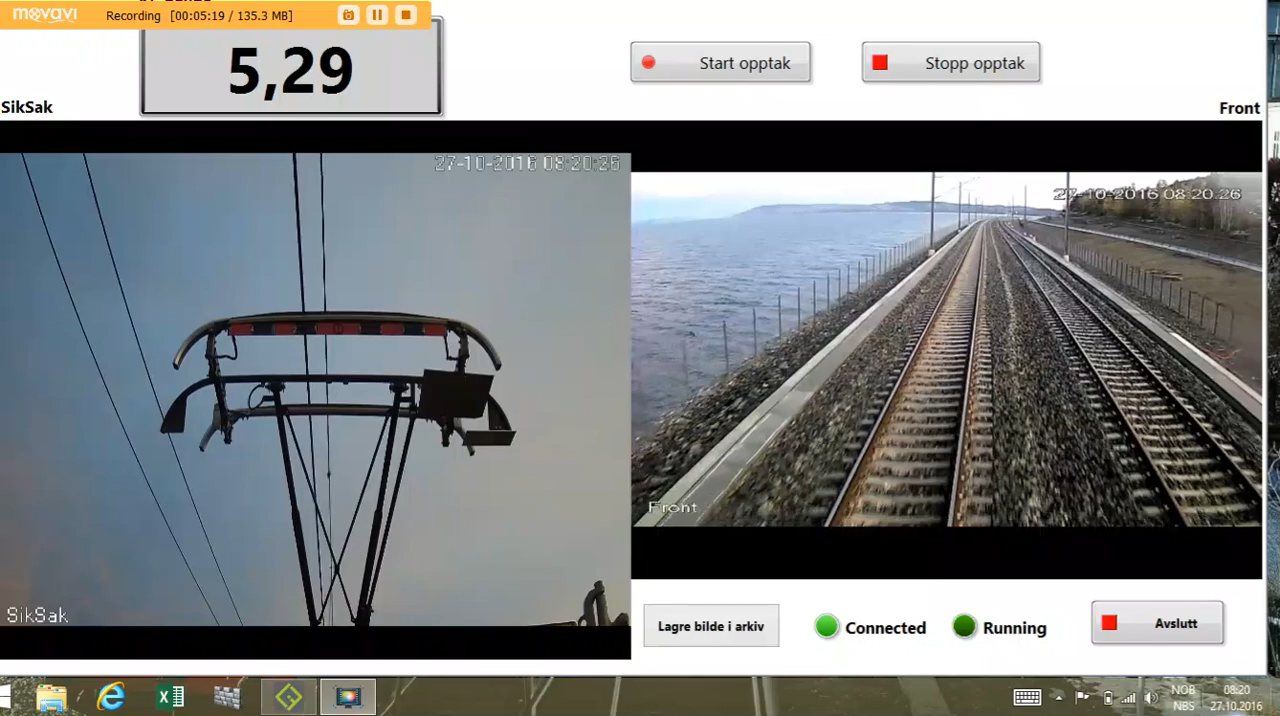 movavi Recording [00:05:19 / 135.3 MB]
5,29
Start opptak
Stopp opptak
SikSak
Front
27-10-2016 08:20:26
27-10-2016 08:20:26
Front
SikSak
Lagre bilde i arkiv
Connected
Running
Avslutt
NOB
NBS
08:20
27.10.2016